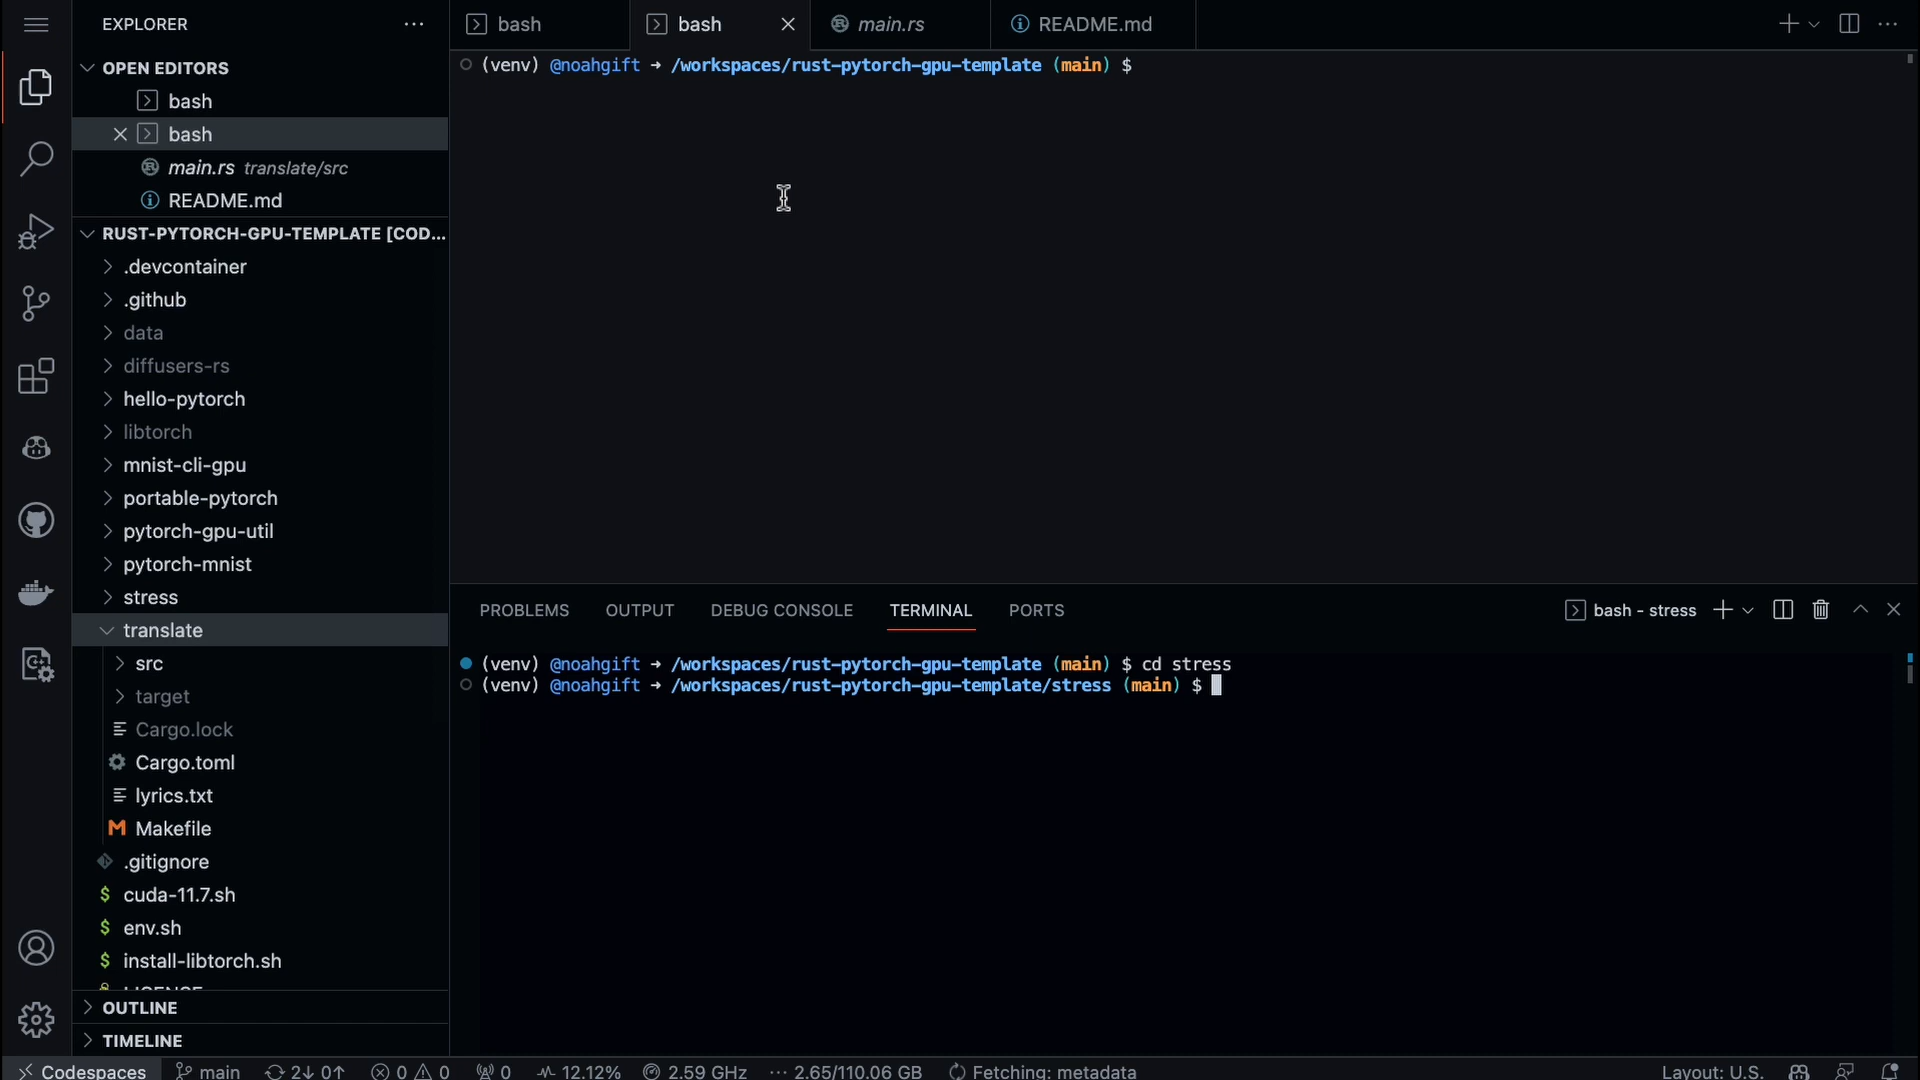 EXPLORER
OPEN EDITORS
bash
bash
main.rs translate/src
README.md
RUST-PYTORCH-GPU-TEMPLATE [COD...
.devcontainer
.github
data
diffusers-rs
hello-pytorch
libtorch
mnist-cli-gpu
portable-pytorch
pytorch-gpu-util
pytorch-mnist
stress
translate
src
target
Cargo.lock
Cargo.toml
lyrics.txt
Makefile
.gitignore
cuda-11.7.sh
env.sh
install-libtorch.sh
LICENSE
OUTLINE
TIMELINE
bash bash main.rs README.md
(venv) @noahgift → /workspaces/rust-pytorch-gpu-template (main) $
PROBLEMS OUTPUT DEBUG CONSOLE TERMINAL PORTS bash - stress
(venv) @noahgift → /workspaces/rust-pytorch-gpu-template (main) $ cd stress
(venv) @noahgift → /workspaces/rust-pytorch-gpu-template/stress (main) $
Codespaces main 2↓ 0↑ 0 0 0 12.12% 2.59 GHz 2.65/110.06 GB Fetching: metadata Layout: U.S.